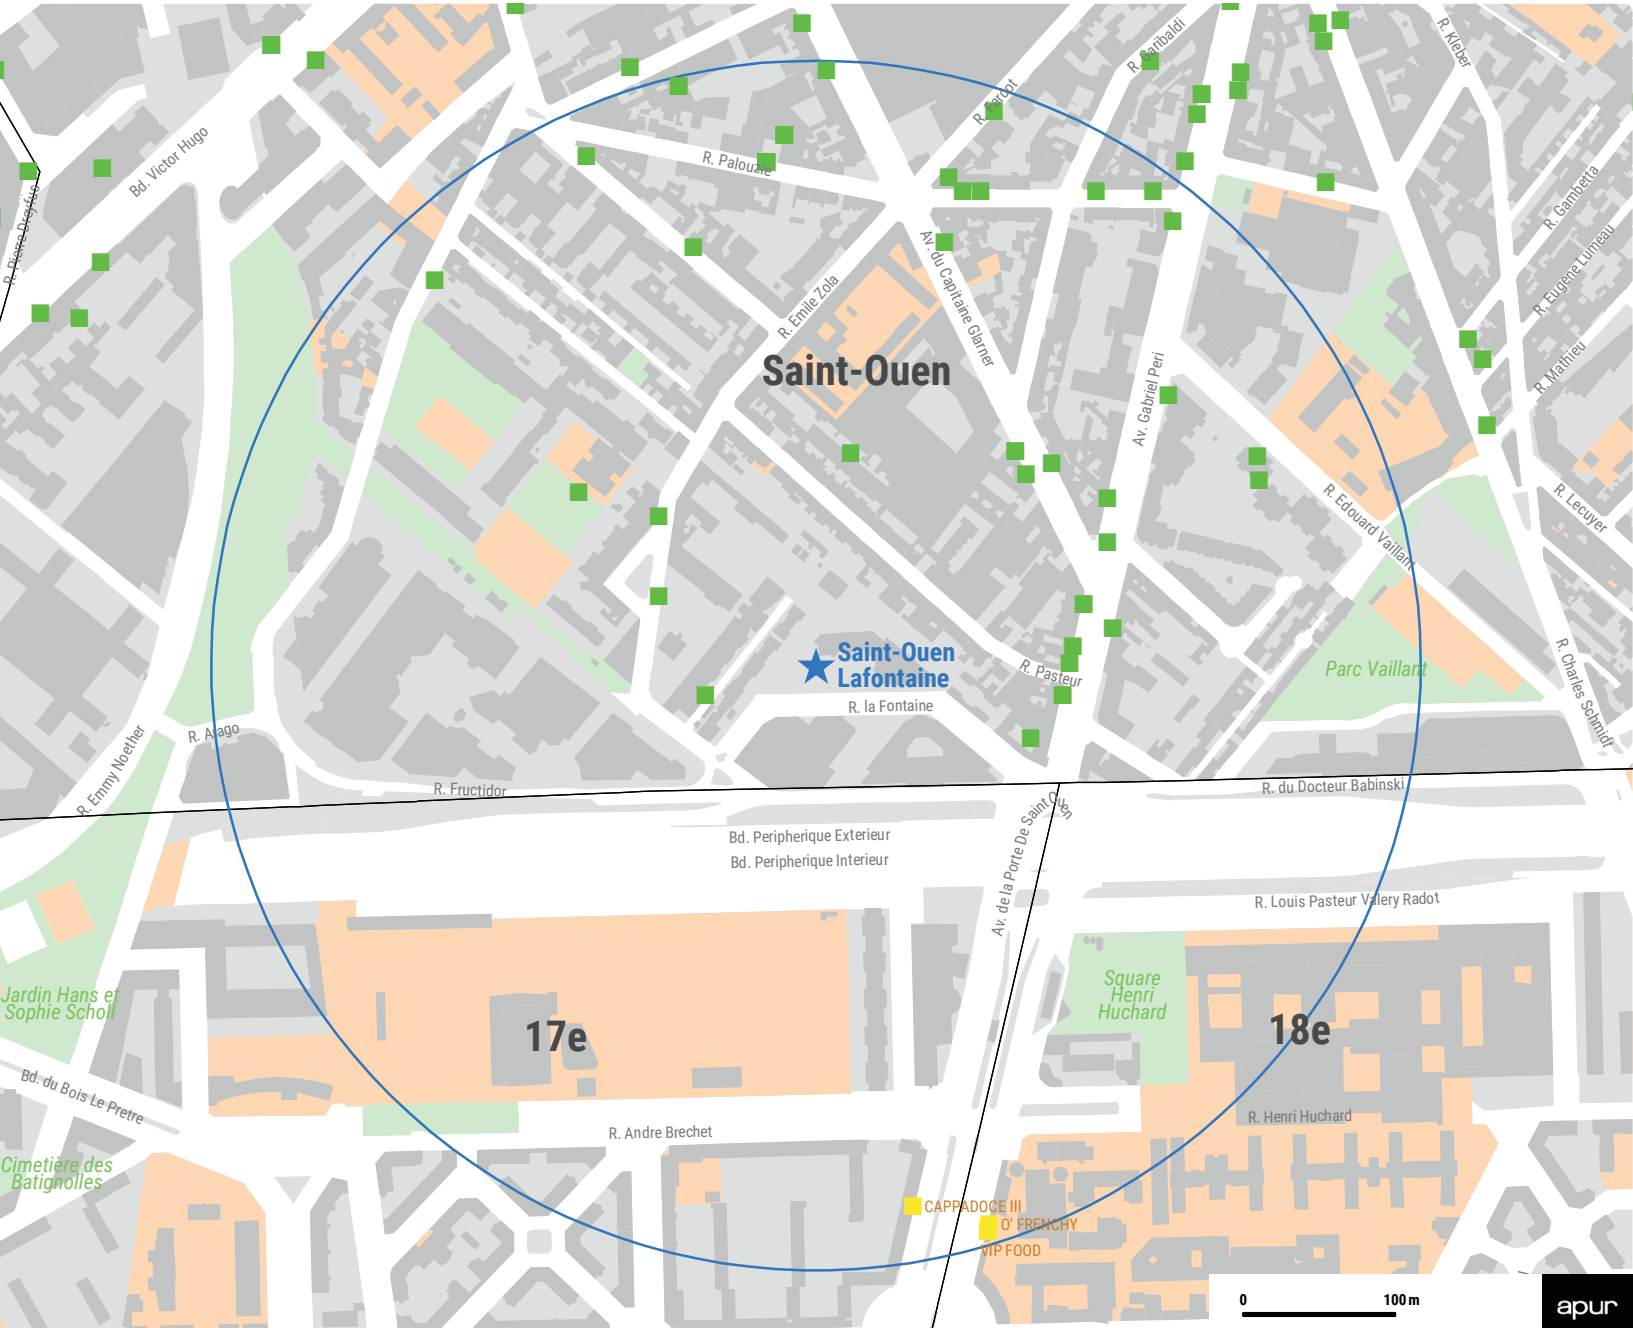 R. Kleber
R. Garibaldi
R. Farcot
Bd. Victor Hugo
R. Palouzie
R. Pierre Dreyfus
R. Gambetta
R. Eugene Lumeau
Av. du Capitaine Glarner
R. Emile Zola
R. Mathieu
Saint-Ouen
Av. Gabriel Peri
R. Edouard Vaillant
R. Lecuyer
Saint-Ouen
Lafontaine
R. Pasteur
Parc Vaillant
R. Charles Schmidt
R. la Fontaine
R. Arago
R. Emmy Noether
R. Fructidor
R. du Docteur Babinski
Bd. Peripherique Exterieur
Bd. Peripherique Interieur
Av. de la Porte De Saint Ouen
R. Louis Pasteur Valery Radot
Jardin Hans et
Sophie Scholl
Square
Henri
Huchard
17e
18e
Bd. du Bois Le Pretre
R. Andre Brechet
R. Henri Huchard
Cimetière des
Batignolles
CAPPADOCE III
O' FRENCHY
VIP FOOD
0 100 m
apur